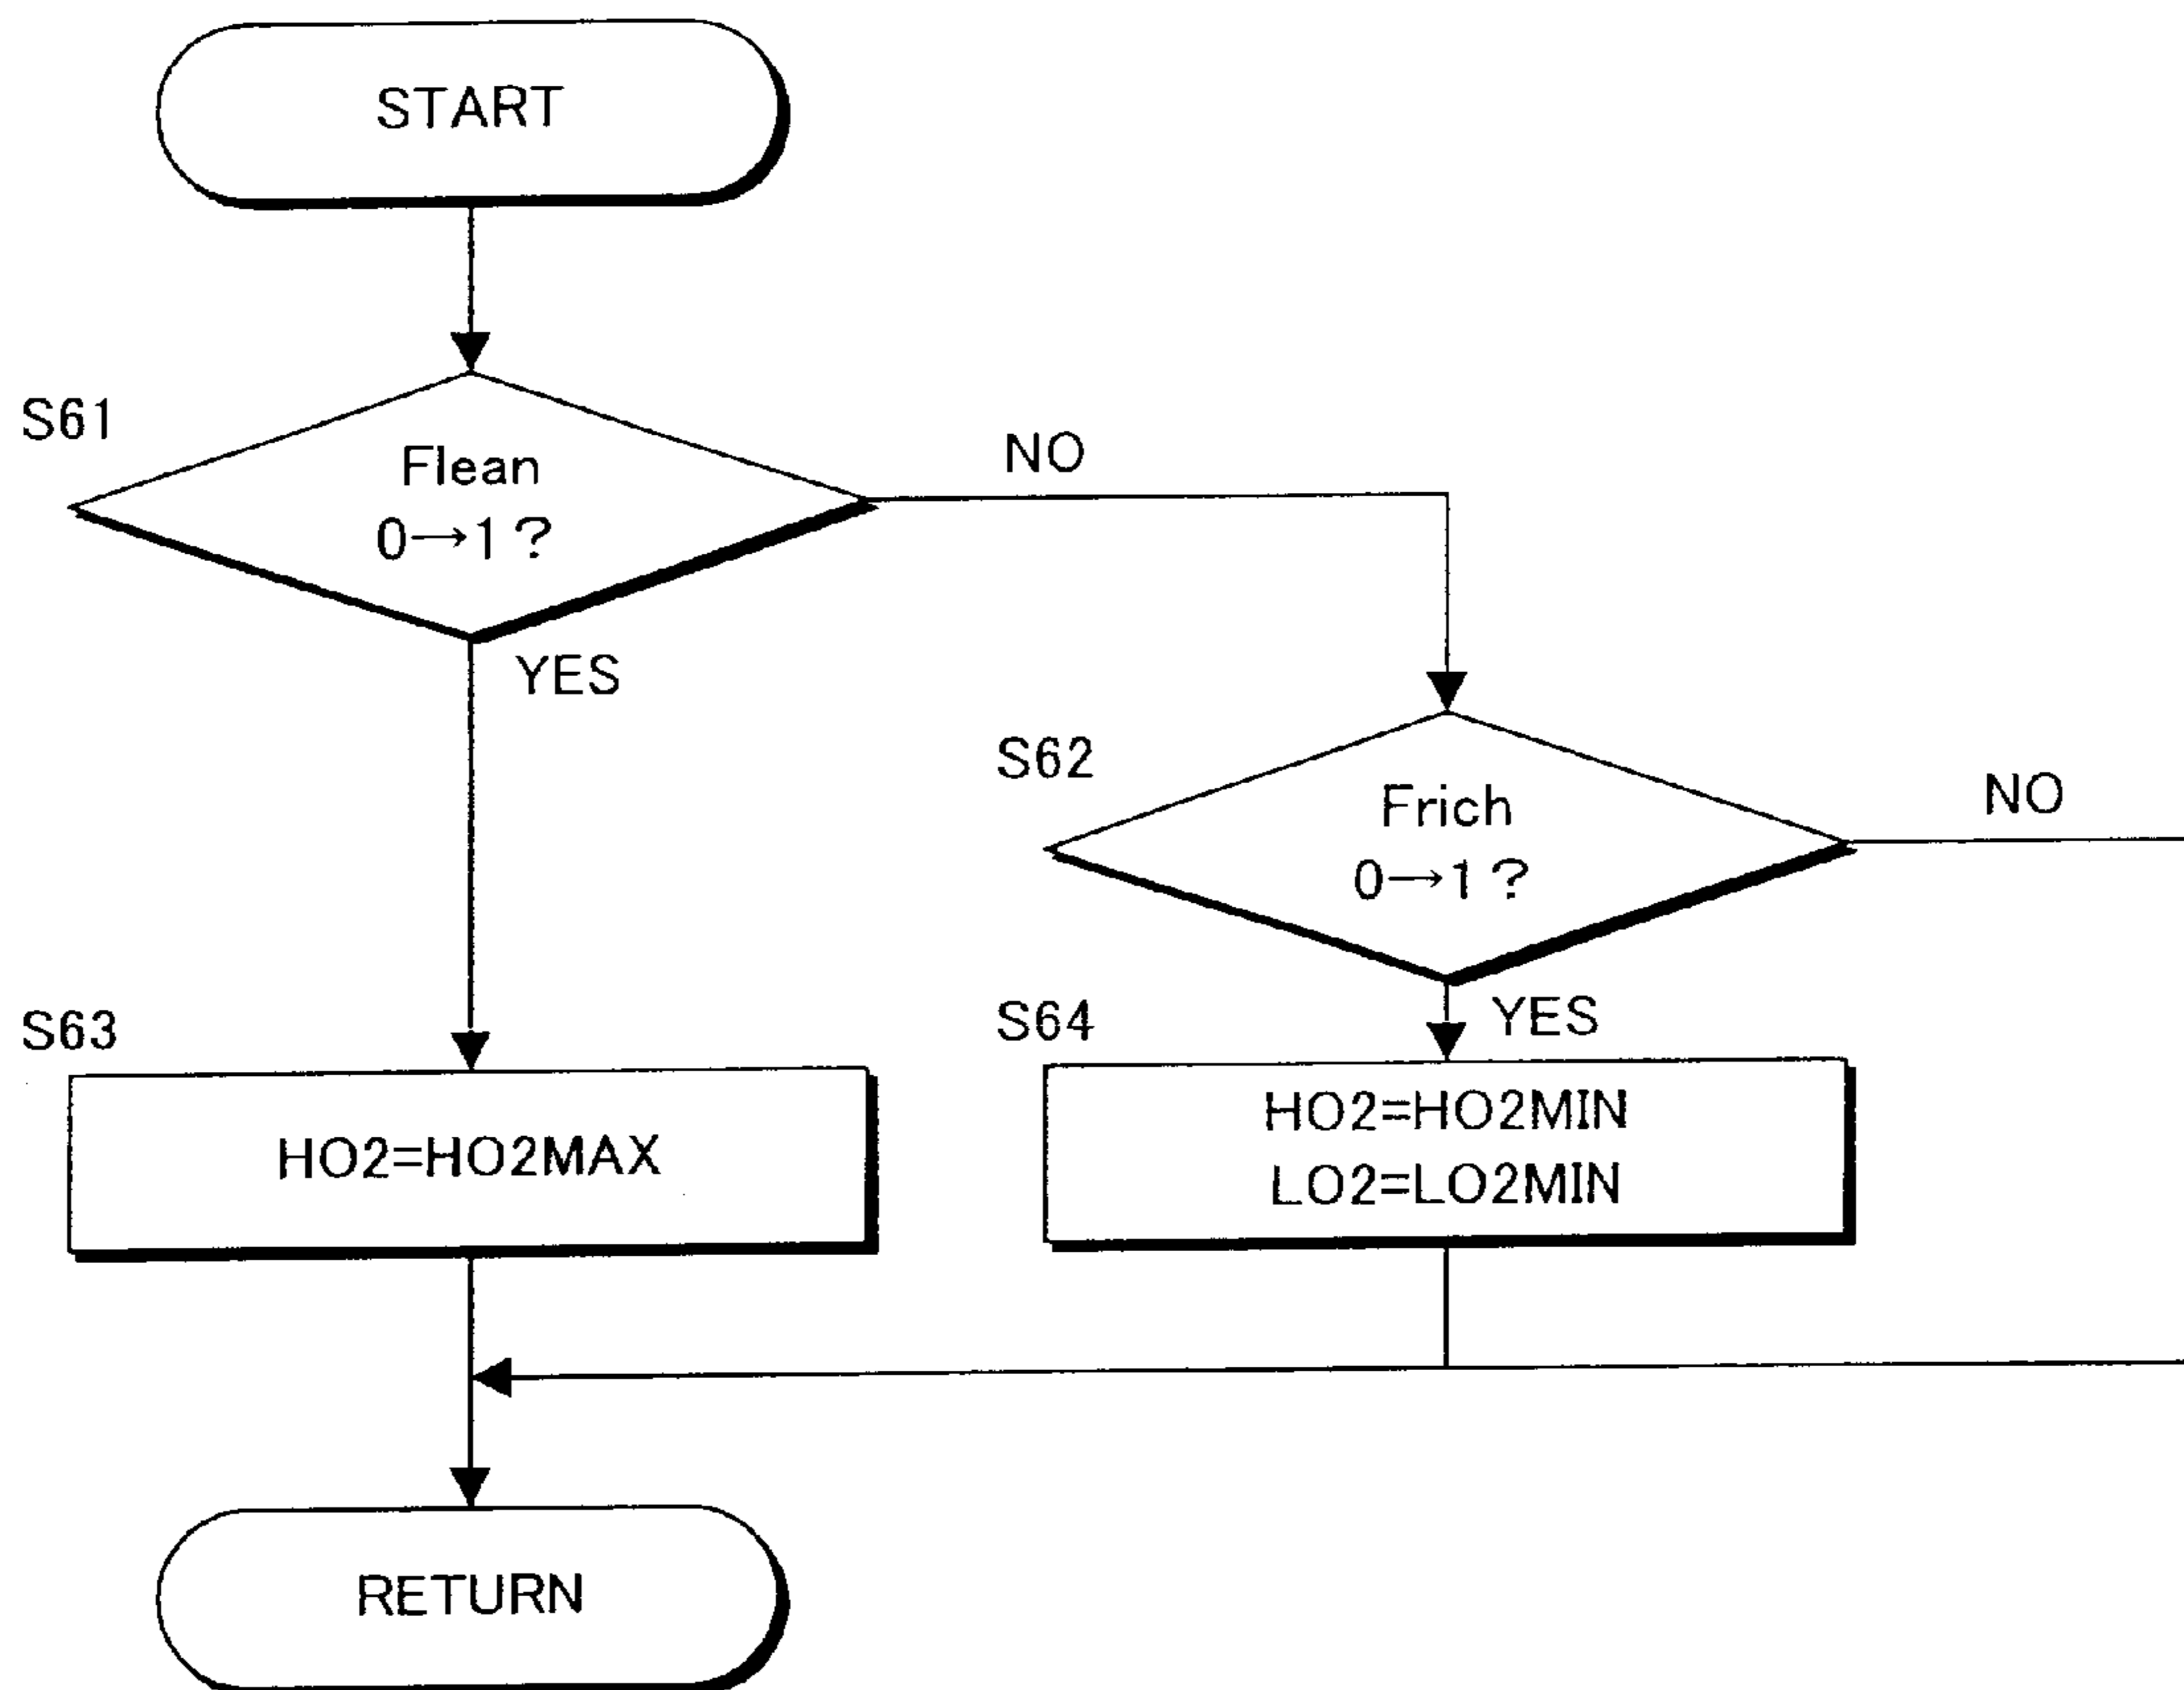 START
S61
Flean
0→1?
NO
YES
S62
Frich
0→1?
NO
YES
S63
HO2=HO2MAX
S64
HO2=HO2MIN
LO2=LO2MIN
RETURN